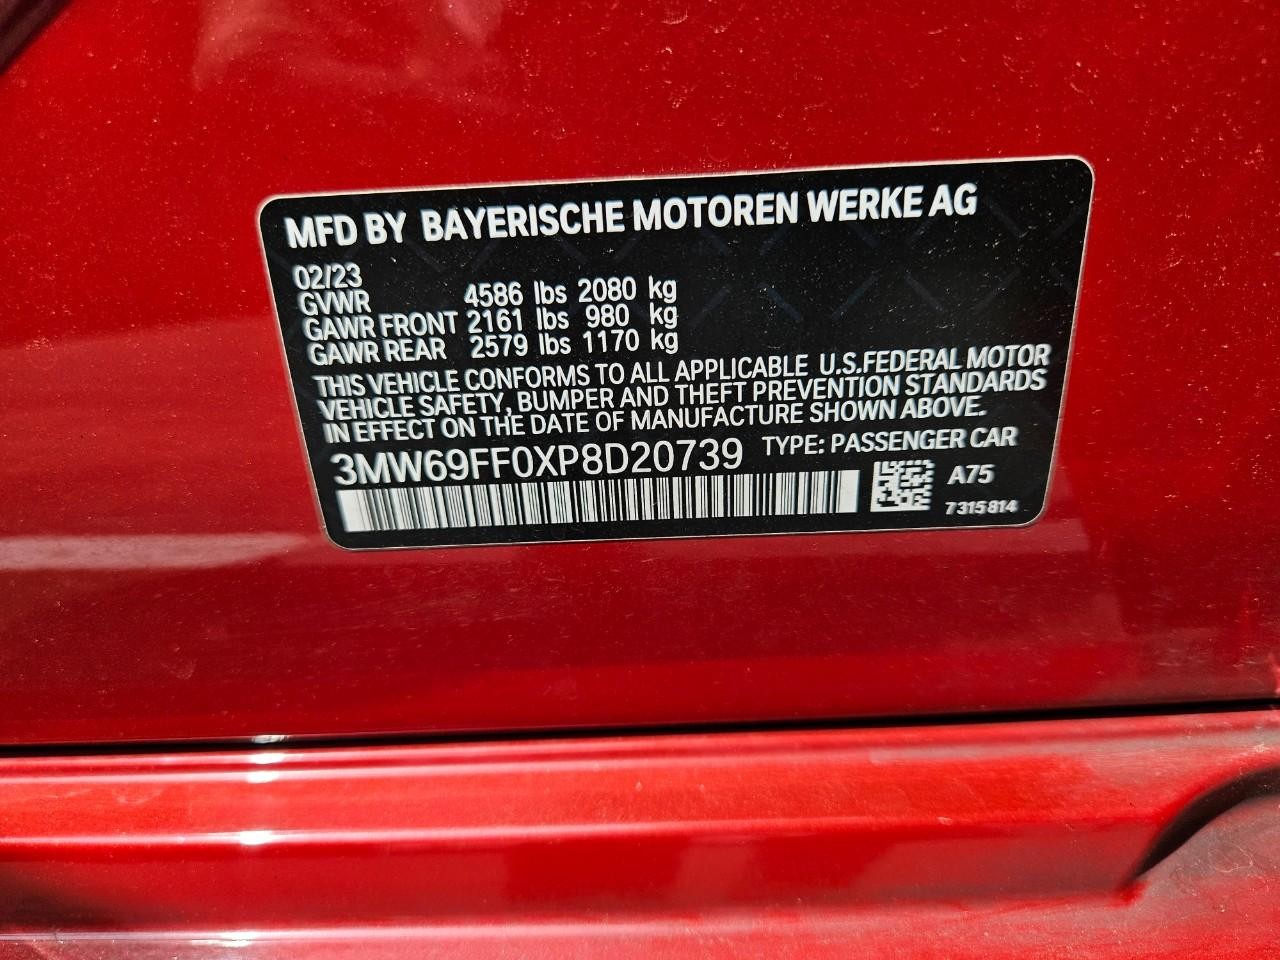 MFD BY BAYERISCHE MOTOREN WERKE AG
02/23
GVWR 4586 lbs 2080 kg
GAWR FRONT 2161 lbs 980 kg
GAWR REAR 2579 lbs 1170 kg
THIS VEHICLE CONFORMS TO ALL APPLICABLE U.S.FEDERAL MOTOR
VEHICLE SAFETY, BUMPER AND THEFT PREVENTION STANDARDS
IN EFFECT ON THE DATE OF MANUFACTURE SHOWN ABOVE.
3MW69FF0XP8D20739 TYPE: PASSENGER CAR
A75
7315814